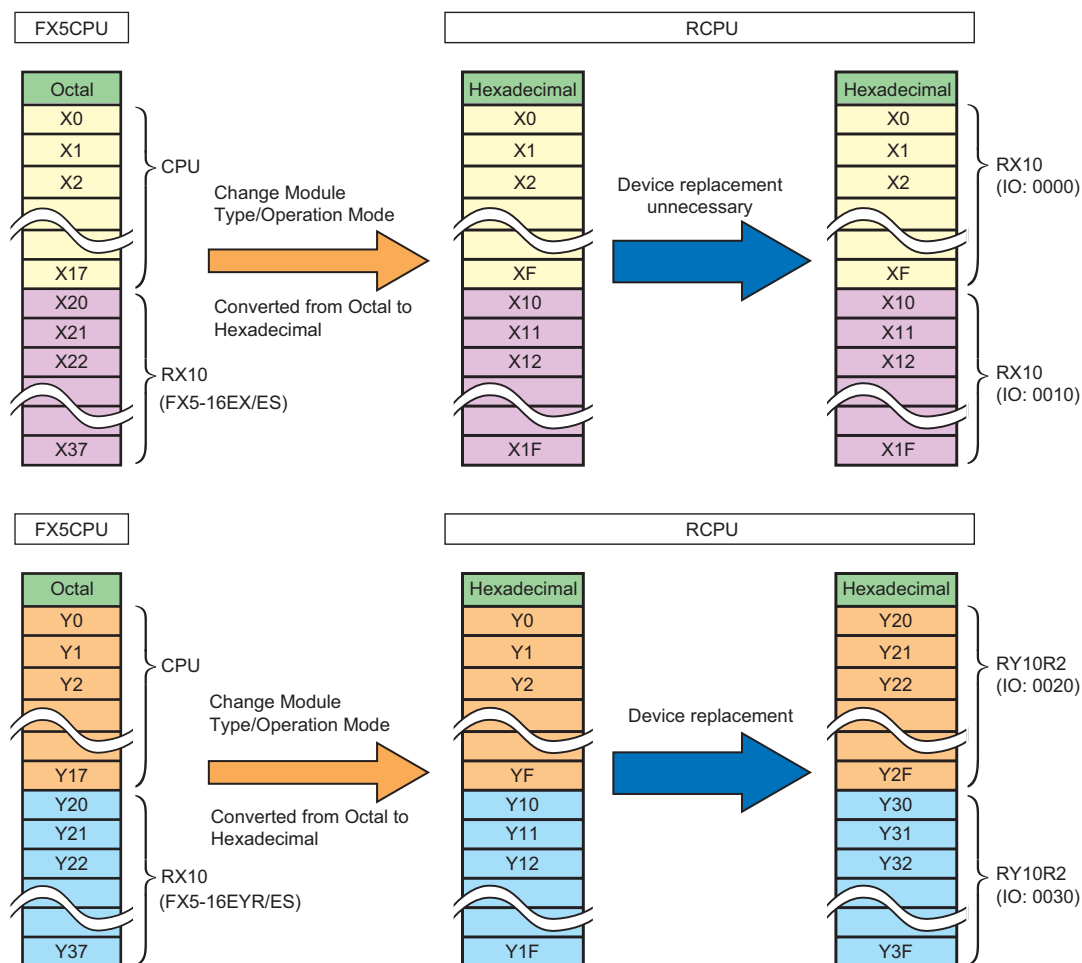 FX5CPU
RCPU
Octal
X0
X1
X2
X17
X20
X21
X22
X37
CPU
RX10
(FX5-16EX/ES)
Change Module
Type/Operation Mode
Converted from Octal to
Hexadecimal
Hexadecimal
X0
X1
X2
XF
X10
X11
X12
X1F
Device replacement
unnecessary
Hexadecimal
X0
X1
X2
XF
X10
X11
X12
X1F
RX10
(IO: 0000)
RX10
(IO: 0010)
FX5CPU
RCPU
Octal
Y0
Y1
Y2
Y17
Y20
Y21
Y22
Y37
CPU
RX10
(FX5-16EYR/ES)
Change Module
Type/Operation Mode
Converted from Octal to
Hexadecimal
Hexadecimal
Y0
Y1
Y2
YF
Y10
Y11
Y12
Y1F
Device replacement
Hexadecimal
Y20
Y21
Y22
Y2F
Y30
Y31
Y32
Y3F
RY10R2
(IO: 0020)
RY10R2
(IO: 0030)